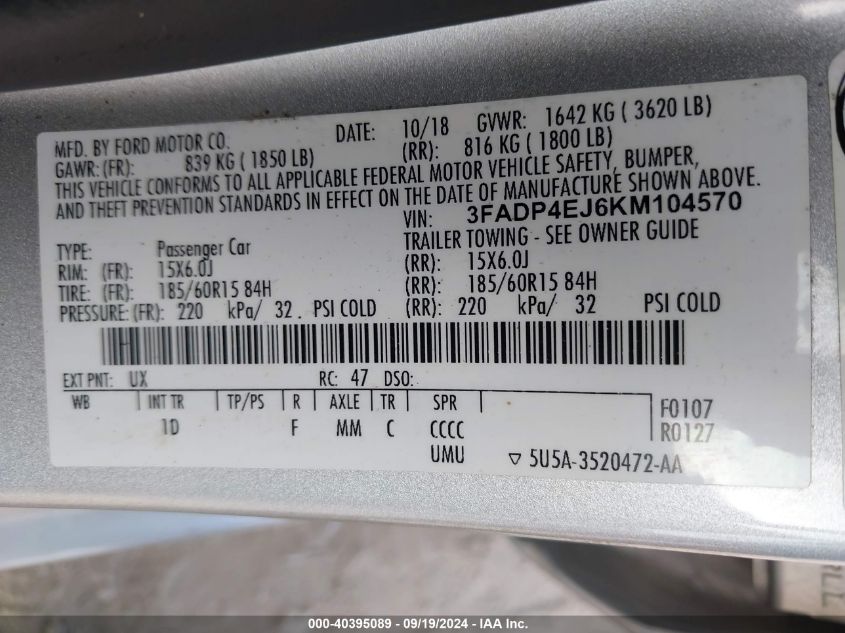 MFD. BY FORD MOTOR CO. DATE: 10/18 GVWR: 1642 KG ( 3620 LB)
GAWR: (FR): 839 KG ( 1850 LB) (RR): 816 KG ( 1800 LB)
THIS VEHICLE CONFORMS TO ALL APPLICABLE FEDERAL MOTOR VEHICLE SAFETY, BUMPER,
AND THEFT PREVENTION STANDARDS IN EFFECT ON THE DATE OF MANUFACTURE SHOWN ABOVE.
VIN: 3FADP4EJ6KM104570
TYPE: Passenger Car TRAILER TOWING - SEE OWNER GUIDE
RIM: (FR): 15X6.0J (RR): 15X6.0J
TIRE: (FR): 185/60R15 84H (RR): 185/60R15 84H
PRESSURE: (FR): 220 kPa/ 32 PSI COLD (RR): 220 kPa/ 32 PSI COLD
EXT PNT: UX RC: 47 DSO:
WB INT TR TP/PS R AXLE TR SPR F0107
1D F MM C CCCC R0127
UMU ▽ 5U5A-3520472-AA
000-40395089 - 09/19/2024 - IAA Inc.